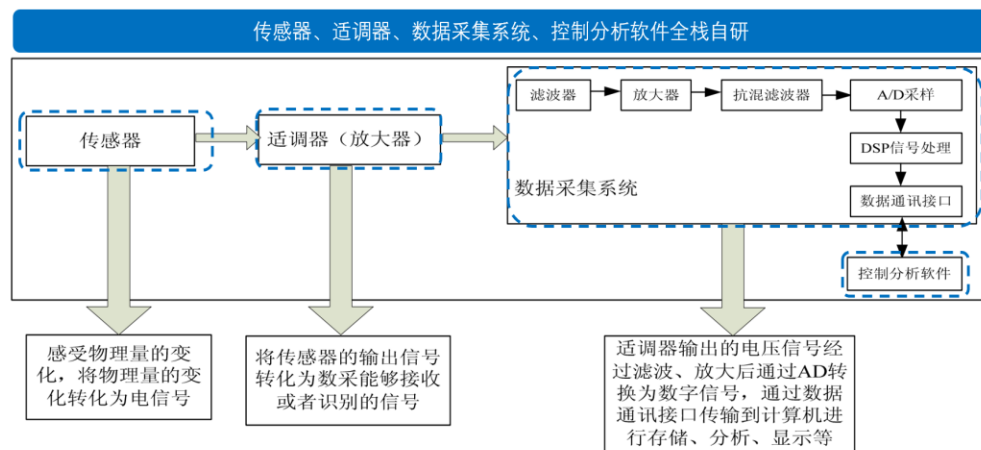 传感器、适调器、数据采集系统、控制分析软件全栈自研
滤波器
放大器
抗混滤波器
A/D采样
传感器
适调器（放大器）
DSP信号处理
数据采集系统
数据通讯接口
控制分析软件
感受物理量的变
化，将物理量的变
化转化为电信号
将传感器的输出信号
转化为数采能够接收
或者识别的信号
适调器输出的电压信号经
过滤波、放大后通过AD转
换为数字信号，通过数据
通讯接口传输到计算机进
行存储、分析、显示等